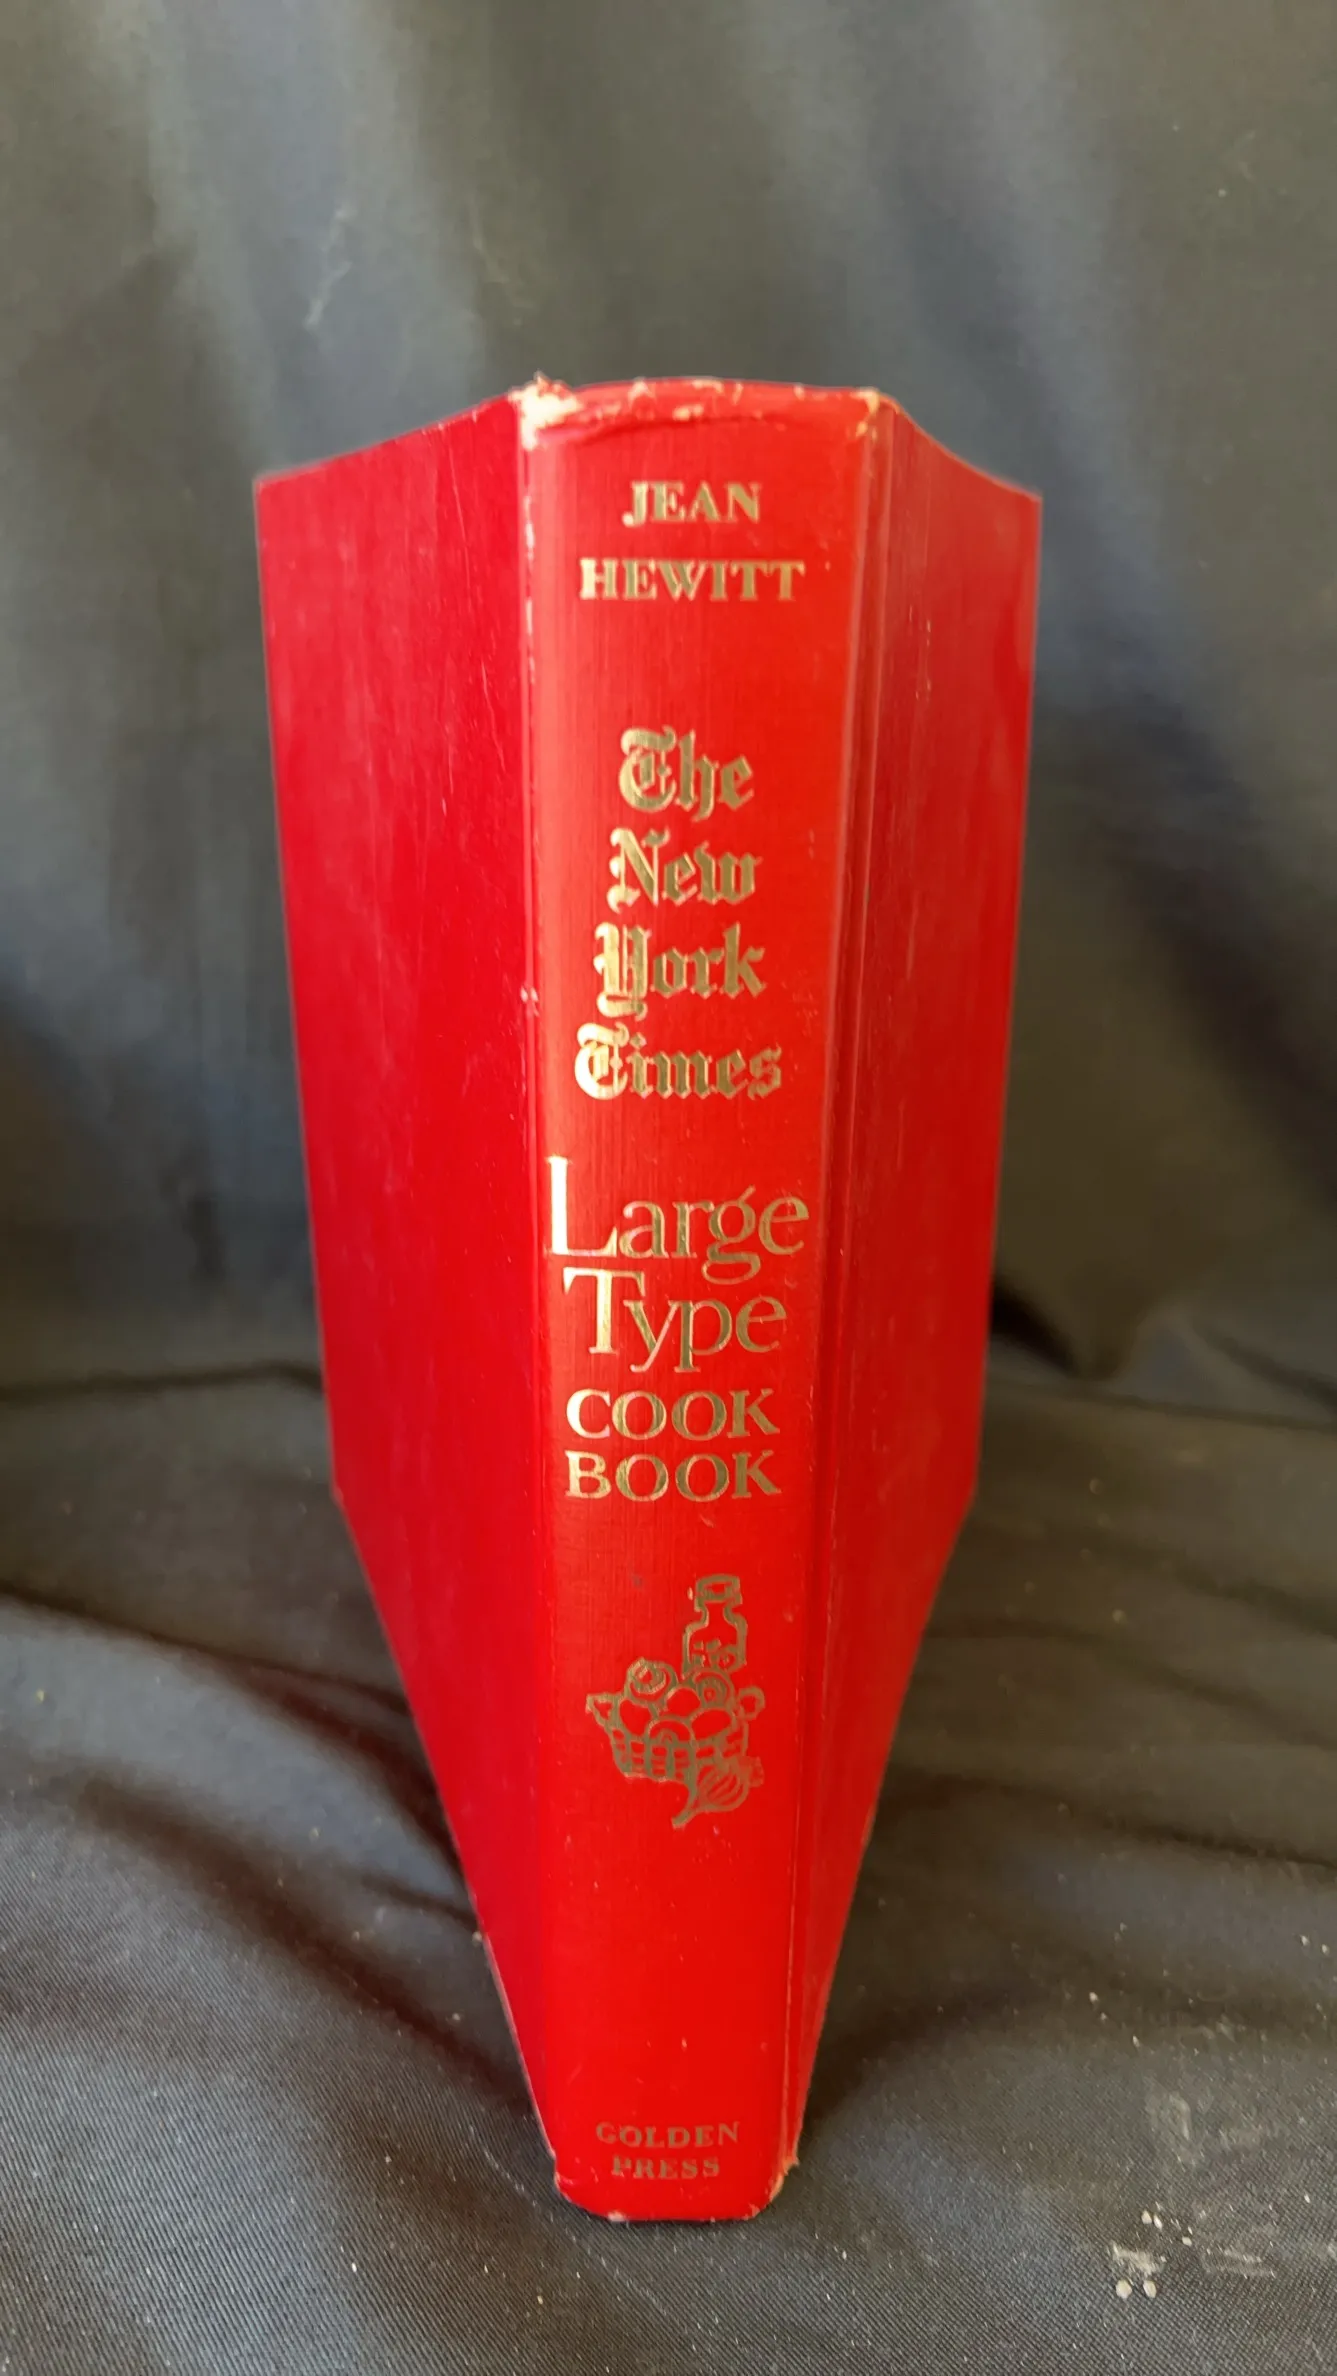 JEAN
HEWITT
The
New
York
Times
Large
Type
COOK
BOOK
GOLDEN
PRESS